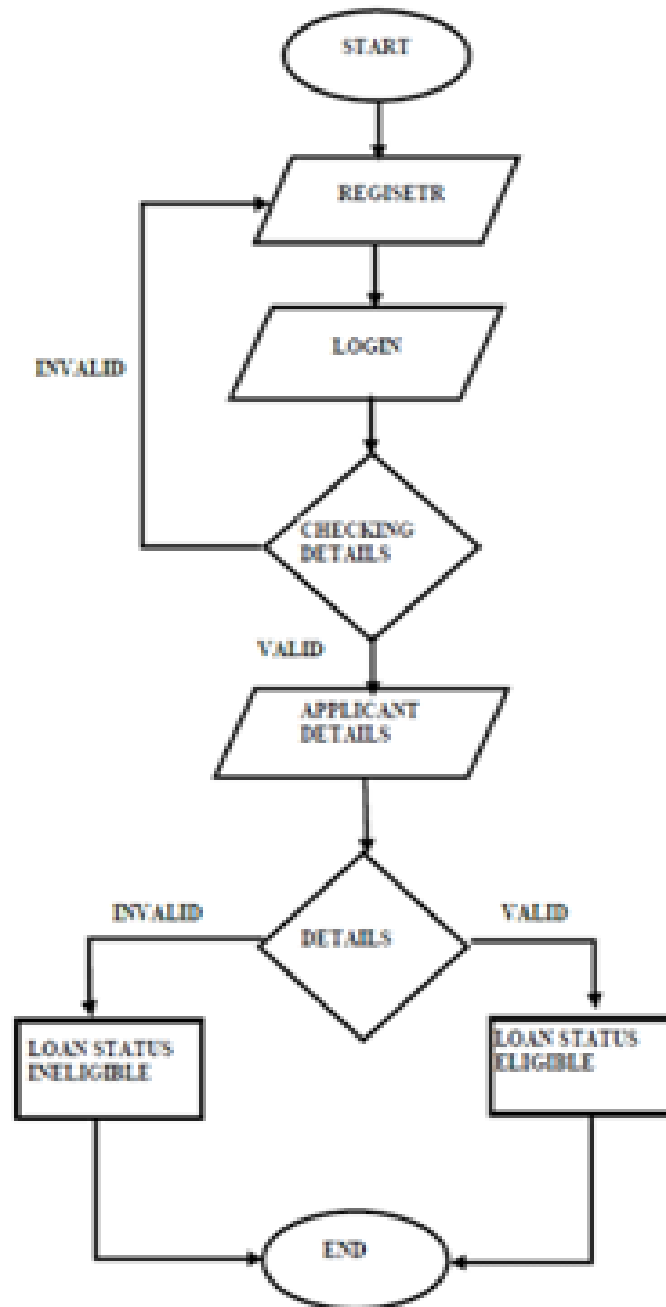 START
REGISETR
LOGIN
INVALID
CHECKING
DETAILS
VALID
APPLICANT
DETAILS
INVALID
DETAILS
VALID
LOAN STATUS
INELIGIBLE
LOAN STATUS
ELIGIBLE
END